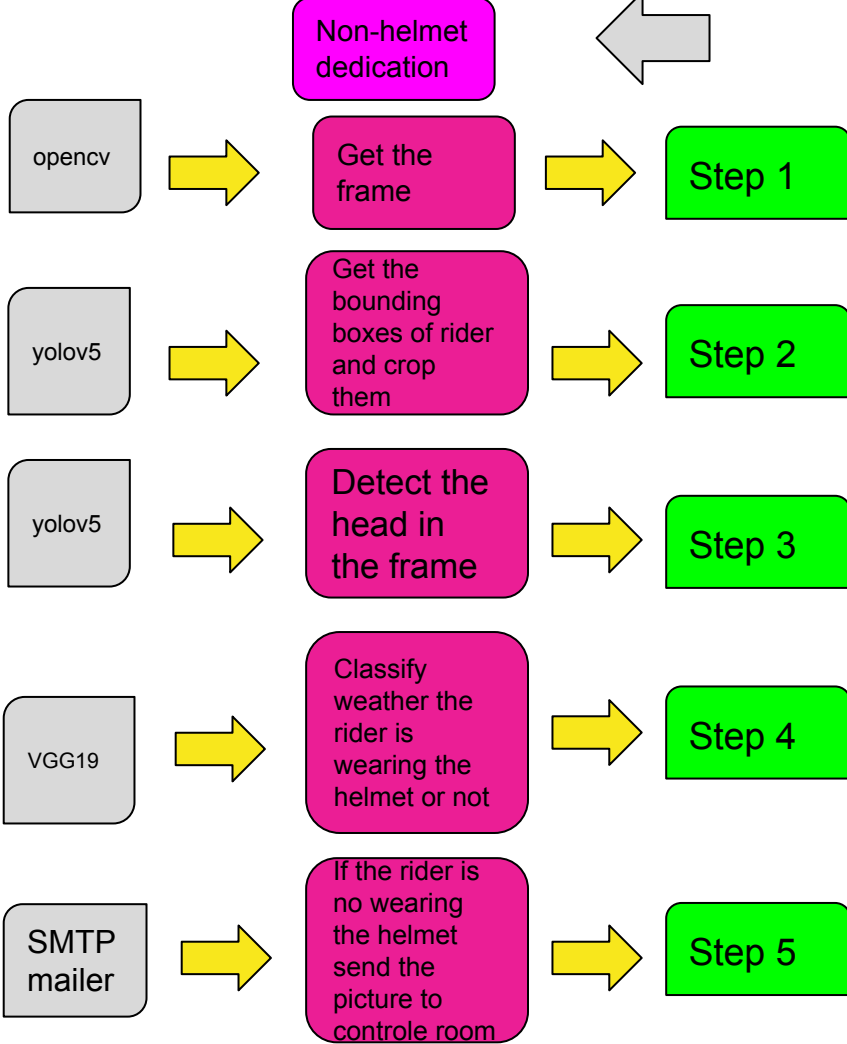 Non-helmet
dedication
opencv
Get the
frame
Step 1
yolov5
Get the
bounding
boxes of rider
and crop
them
Step 2
yolov5
Detect the
head in
the frame
Step 3
VGG19
Classify
weather the
rider is
wearing the
helmet or not
Step 4
SMTP
mailer
If the rider is
no wearing
the helmet
send the
picture to
controle room
Step 5